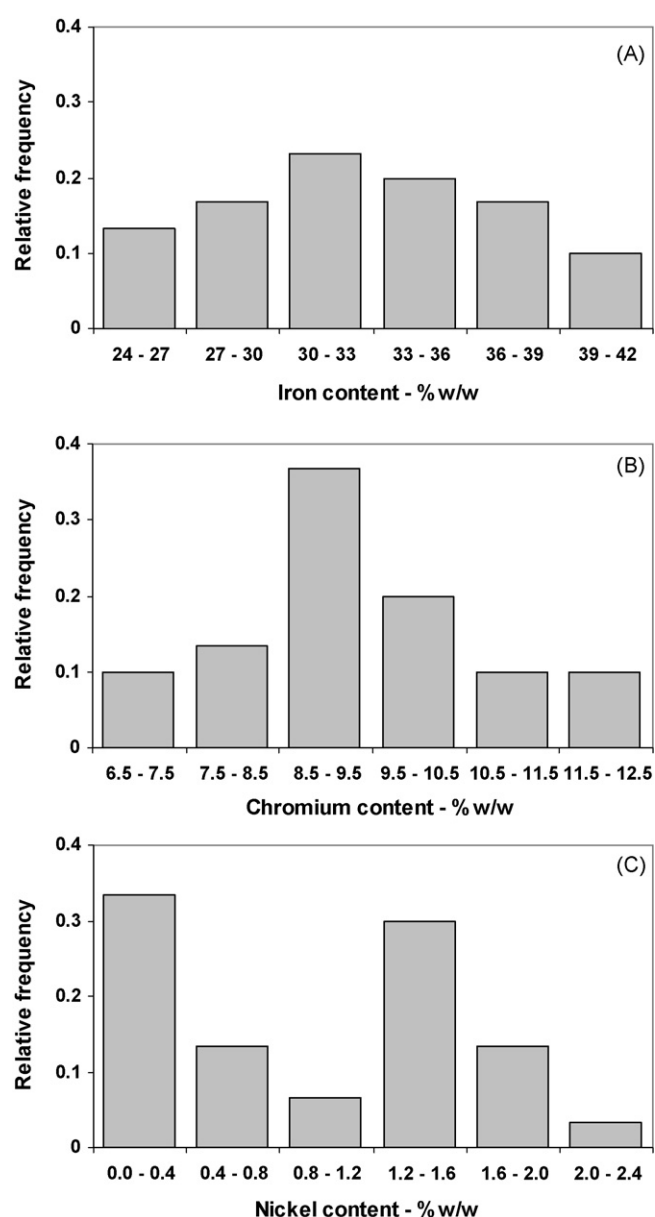 0.4
(A)
0.3
0.2
0.1
0
Relative frequency
24 - 27 27 - 30 30 - 33 33 - 36 36 - 39 39 - 42
Iron content - % w/w
0.4
(B)
0.3
0.2
0.1
0
Relative frequency
6.5 - 7.5 7.5 - 8.5 8.5 - 9.5 9.5 - 10.5 10.5 - 11.5 11.5 - 12.5
Chromium content - % w/w
0.4
(C)
0.3
0.2
0.1
0
Relative frequency
0.0 - 0.4 0.4 - 0.8 0.8 - 1.2 1.2 - 1.6 1.6 - 2.0 2.0 - 2.4
Nickel content - % w/w